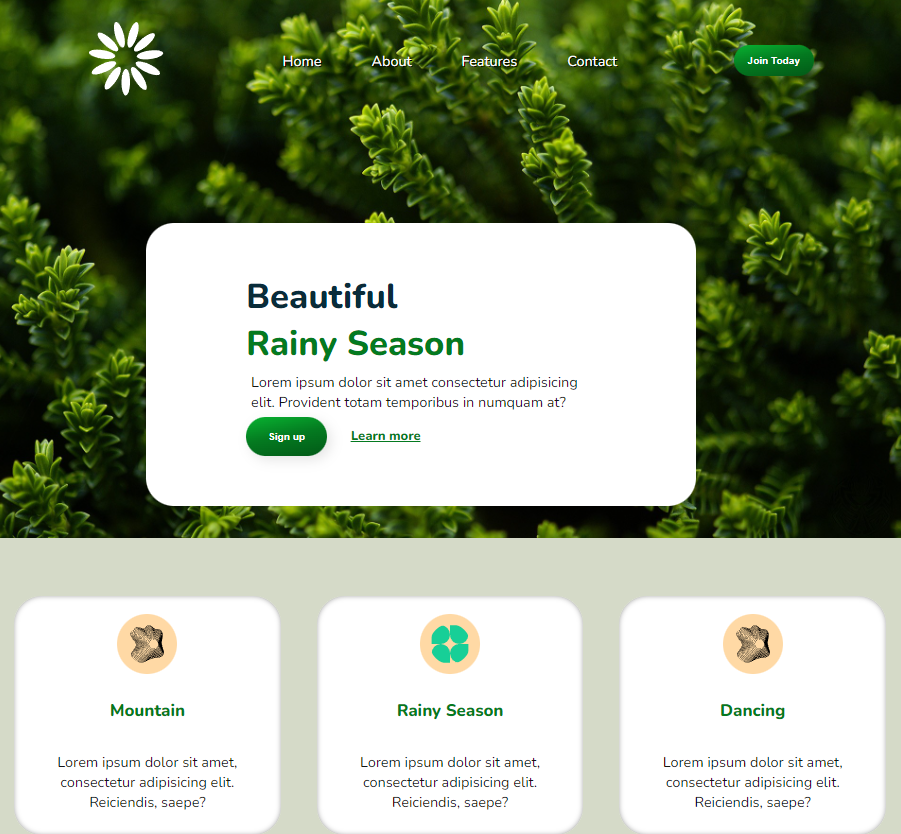 Home About Features Contact Join Today
Beautiful
Rainy Season
Lorem ipsum dolor sit amet consectetur adipisicing
elit. Provident totam temporibus in numquam at?
Sign up Learn more
Mountain
Lorem ipsum dolor sit amet,
consectetur adipisicing elit.
Reiciendis, saepe?
Rainy Season
Lorem ipsum dolor sit amet,
consectetur adipisicing elit.
Reiciendis, saepe?
Dancing
Lorem ipsum dolor sit amet,
consectetur adipisicing elit.
Reiciendis, saepe?